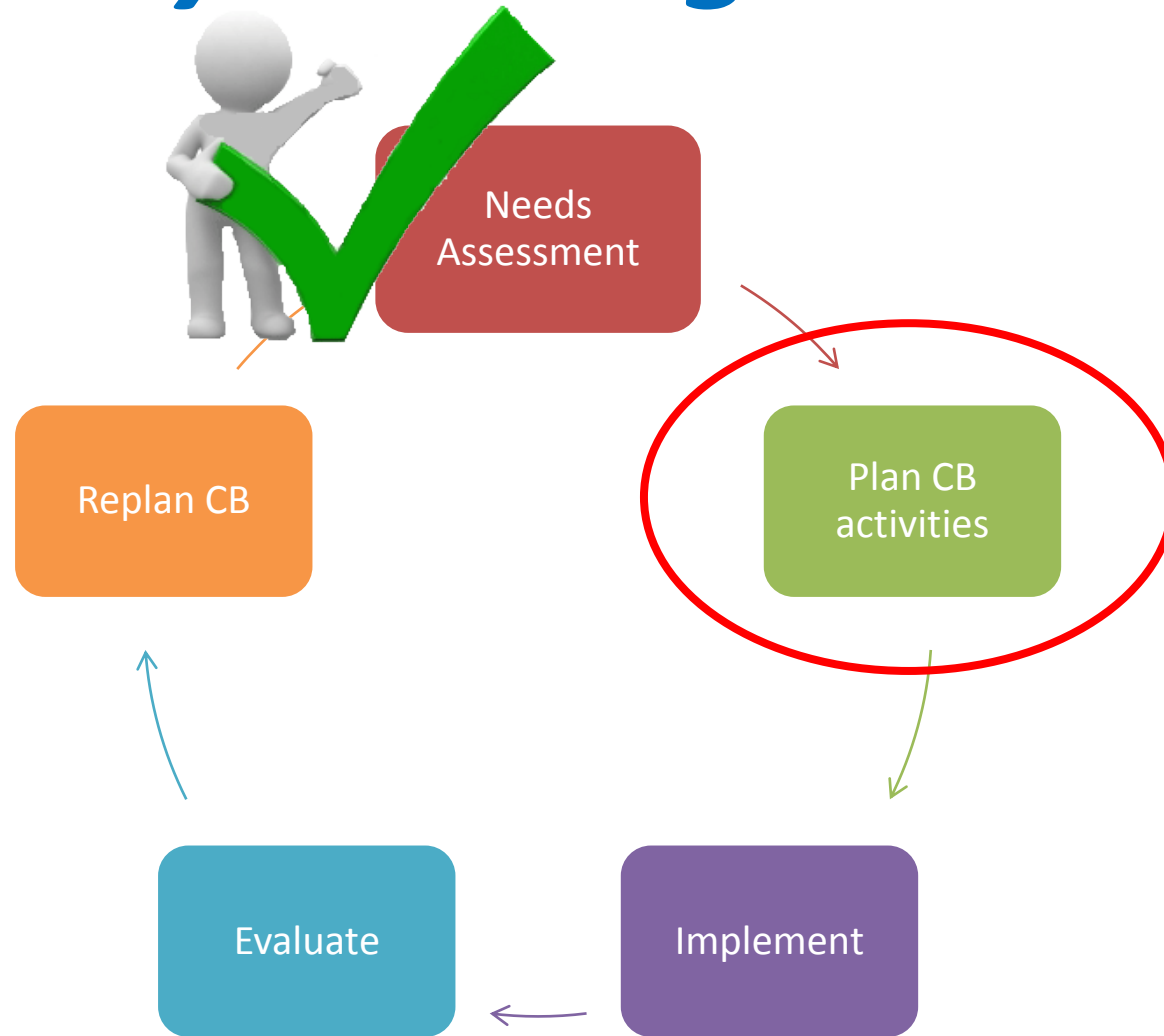 Needs
Assessment
Plan CB
activities
Implement
Evaluate
Replan CB